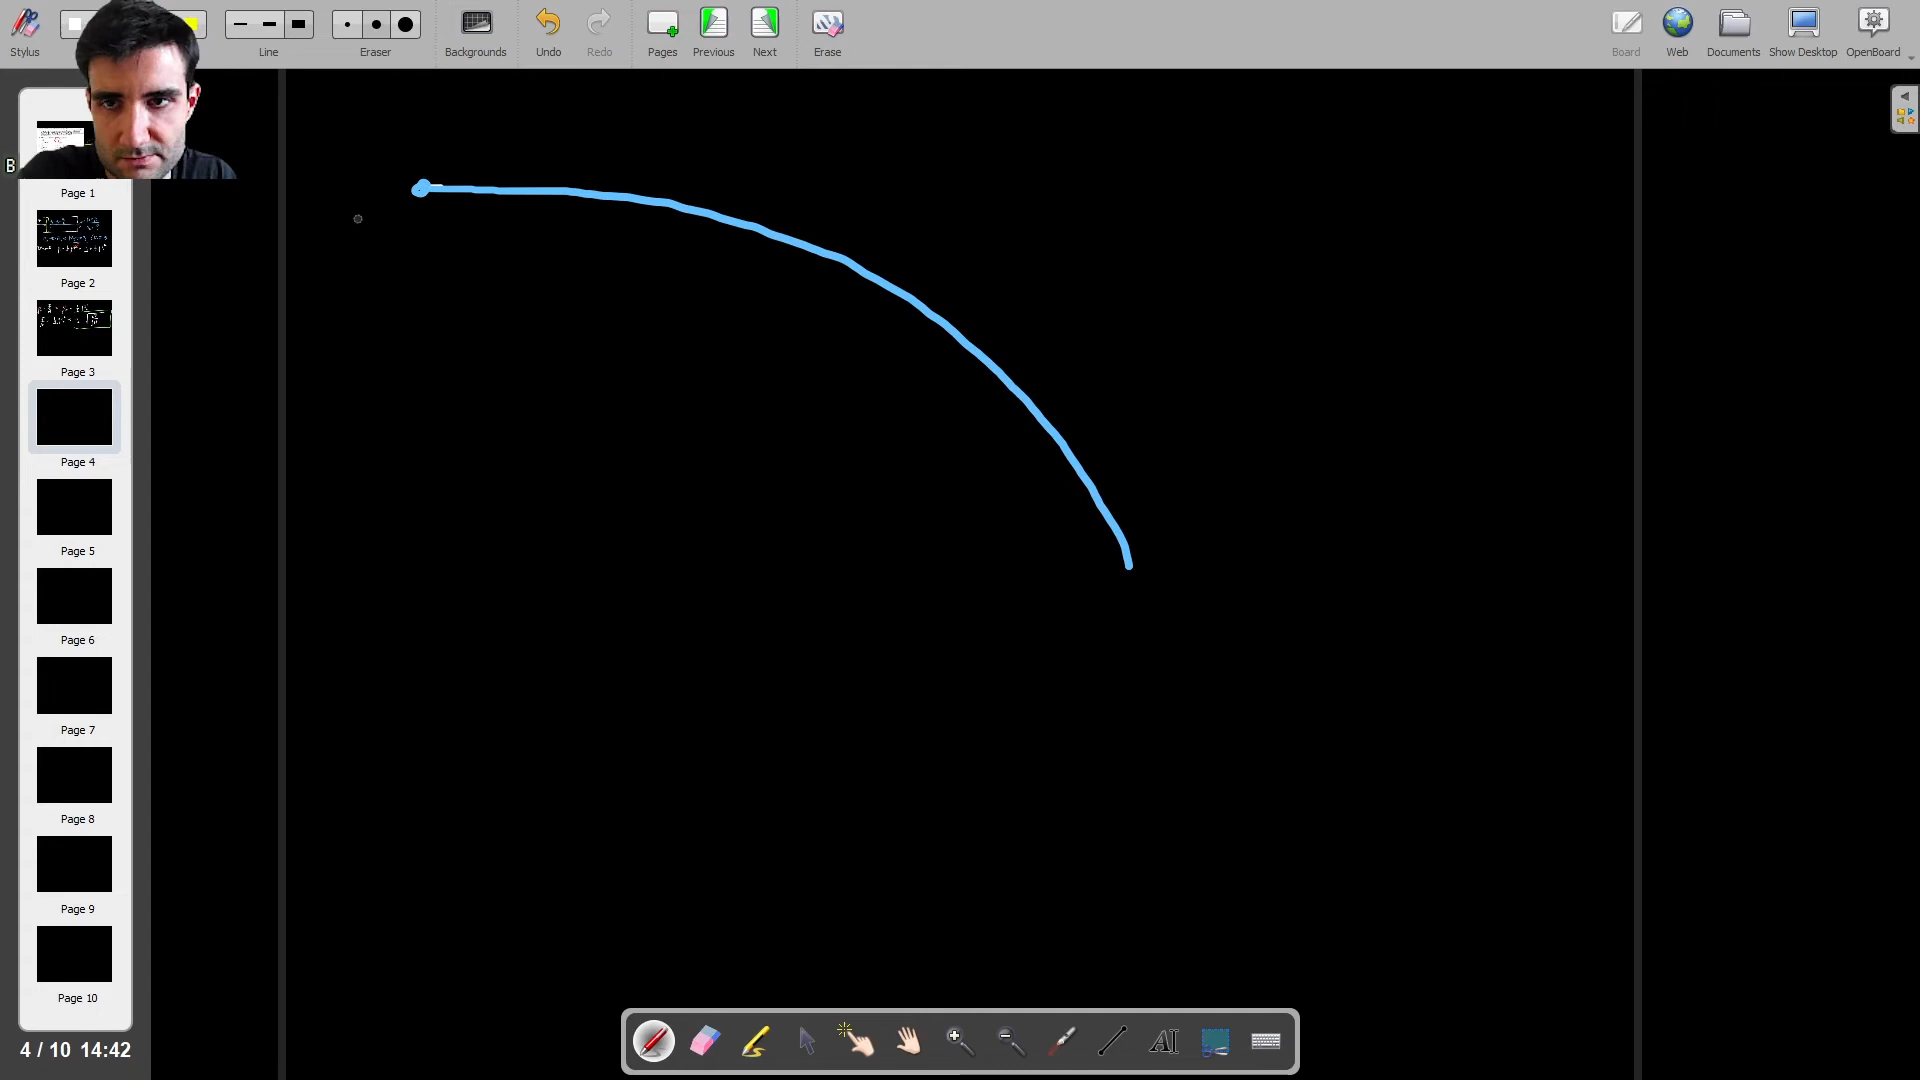 Stylus
Line
Eraser
Backgrounds
Undo
Redo
Pages
Previous
Next
Erase
Board
Web
Documents
Show Desktop
OpenBoard
B
Page 1
Page 2
Page 3
Page 4
Page 5
Page 6
Page 7
Page 8
Page 9
Page 10
4 / 10 14:42
AI